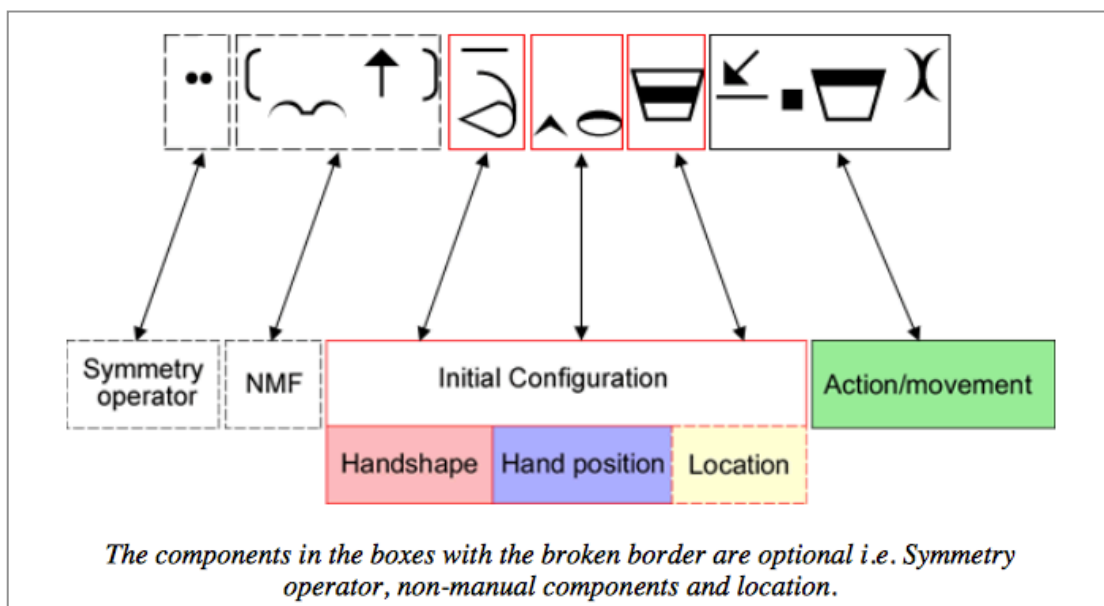 Symmetry
operator
NMF
Initial Configuration
Action/movement
Handshape
Hand position
Location
The components in the boxes with the broken border are optional i.e. Symmetry
operator, non-manual components and location.